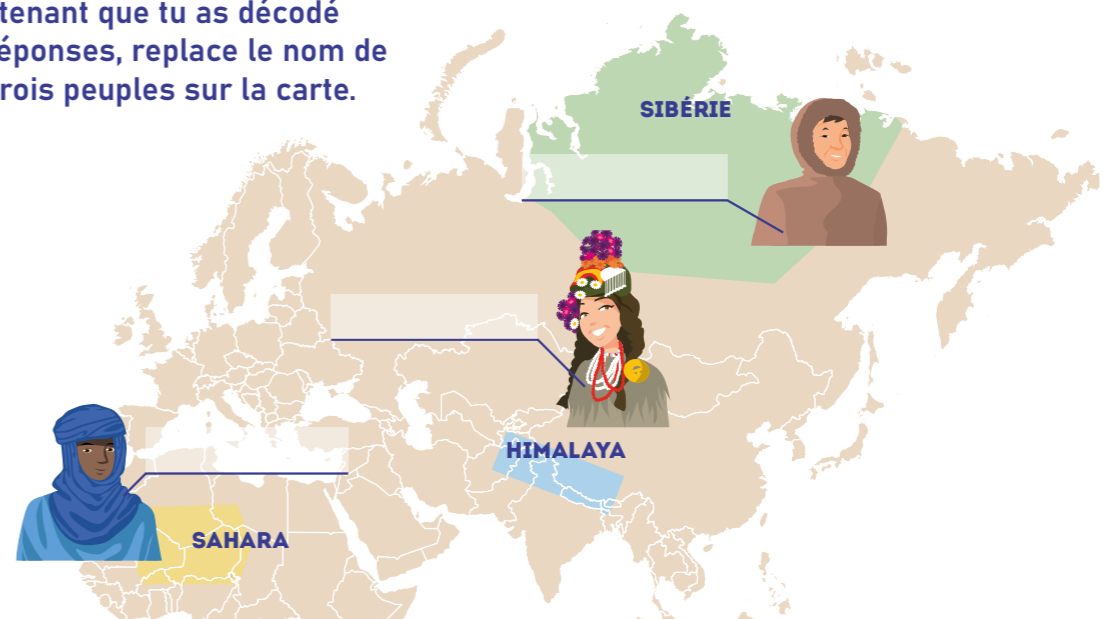 tenant que tu as décodé
éponses, replace le nom de
rois peuples sur la carte.
SIBÉRIE
HIMALAYA
SAHARA